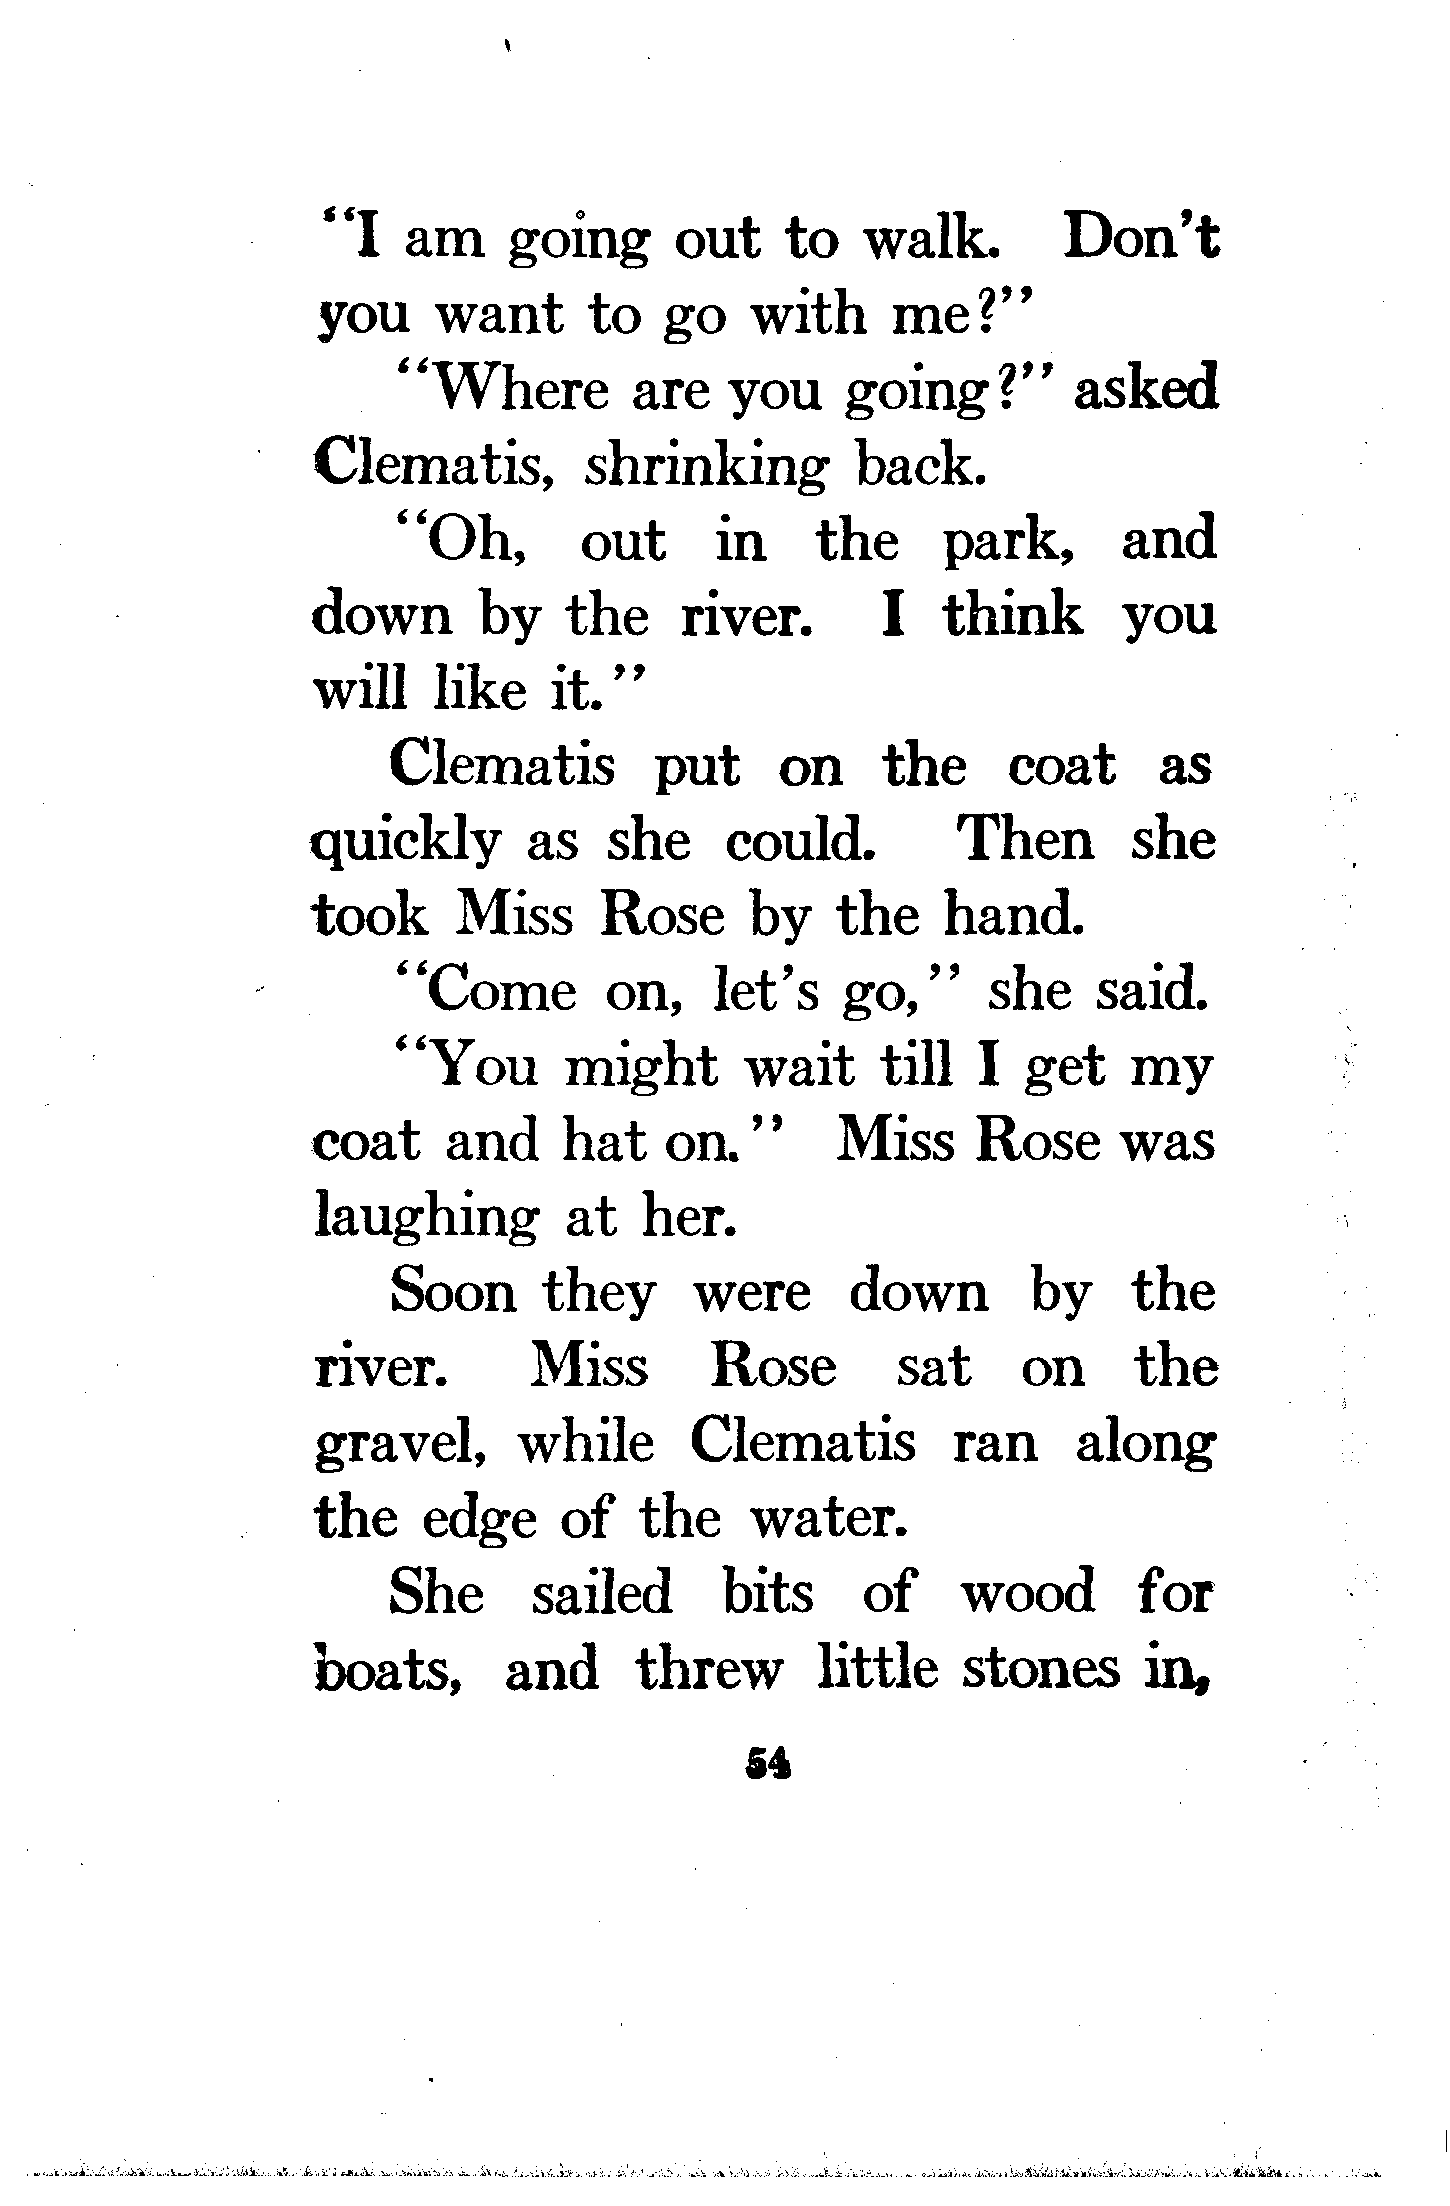 “I am going out to walk. Don’t
you want to go with me?”
“Where are you going?” asked
Clematis, shrinking back.
“Oh, out in the park, and
down by the river. I think you
will like it.”
Clematis put on the coat as
quickly as she could. Then she
took Miss Rose by the hand.
“Come on, let’s go,” she said.
“You might wait till I get my
coat and hat on.” Miss Rose was
laughing at her.
Soon they were down by the
river. Miss Rose sat on the
gravel, while Clematis ran along
the edge of the water.
She sailed bits of wood for
boats, and threw little stones in,
54